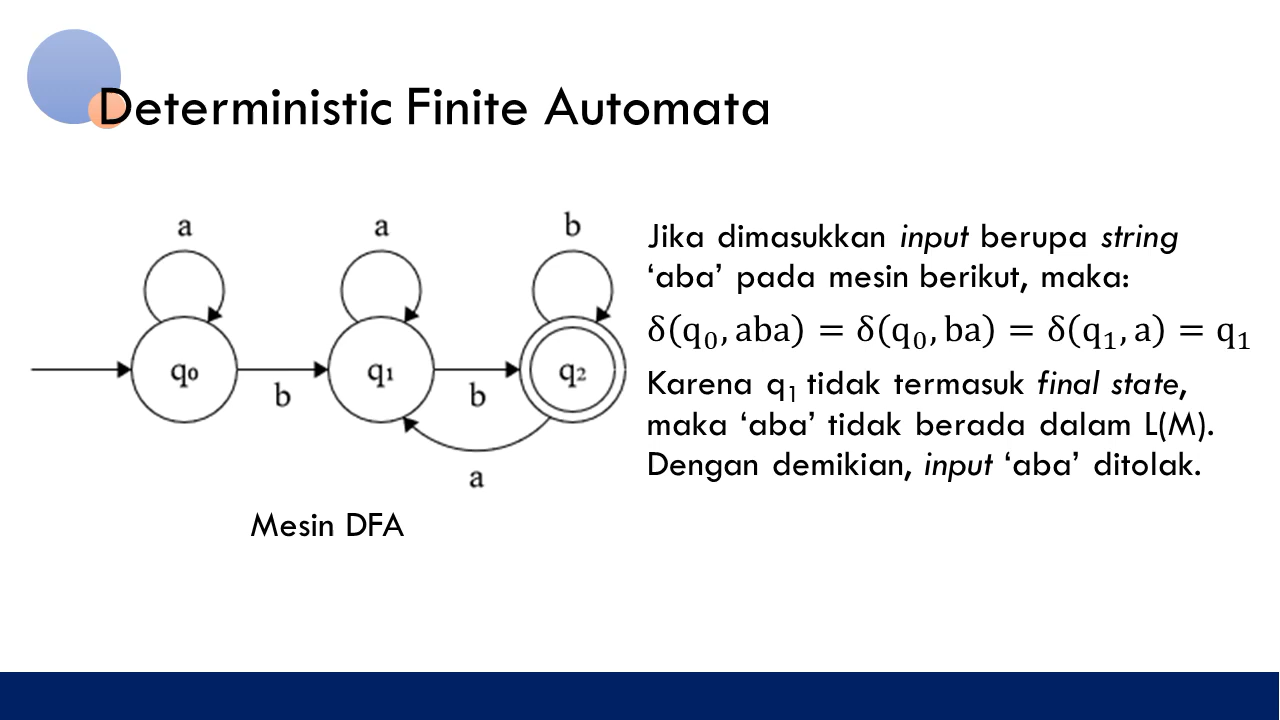 Deterministic Finite Automata
a a b
q₀ q₁ q₂
b b
a
Mesin DFA
Jika dimasukkan input berupa string
‘aba’ pada mesin berikut, maka:
δ(q₀, aba) = δ(q₀, ba) = δ(q₁, a) = q₁
Karena q₁ tidak termasuk final state,
maka ‘aba’ tidak berada dalam L(M).
Dengan demikian, input ‘aba’ ditolak.